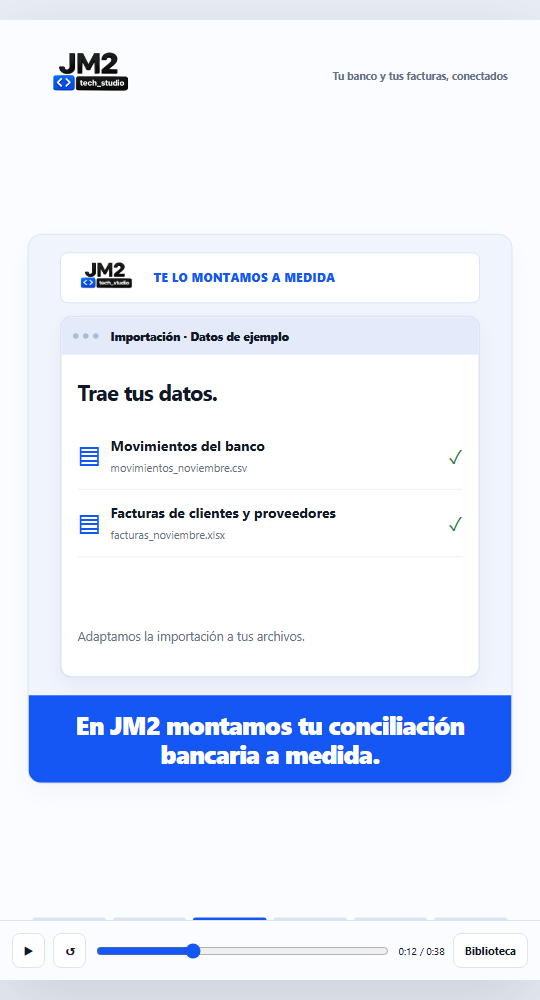 JM2
<> tech_studio
Tu banco y tus facturas, conectados
JM2
<> tech_studio
TE LO MONTAMOS A MEDIDA
Importación · Datos de ejemplo
Trae tus datos.
Movimientos del banco
movimientos_noviembre.csv
Facturas de clientes y proveedores
facturas_noviembre.xlsx
Adaptamos la importación a tus archivos.
En JM2 montamos tu conciliación
bancaria a medida.
0:12 / 0:38
Biblioteca